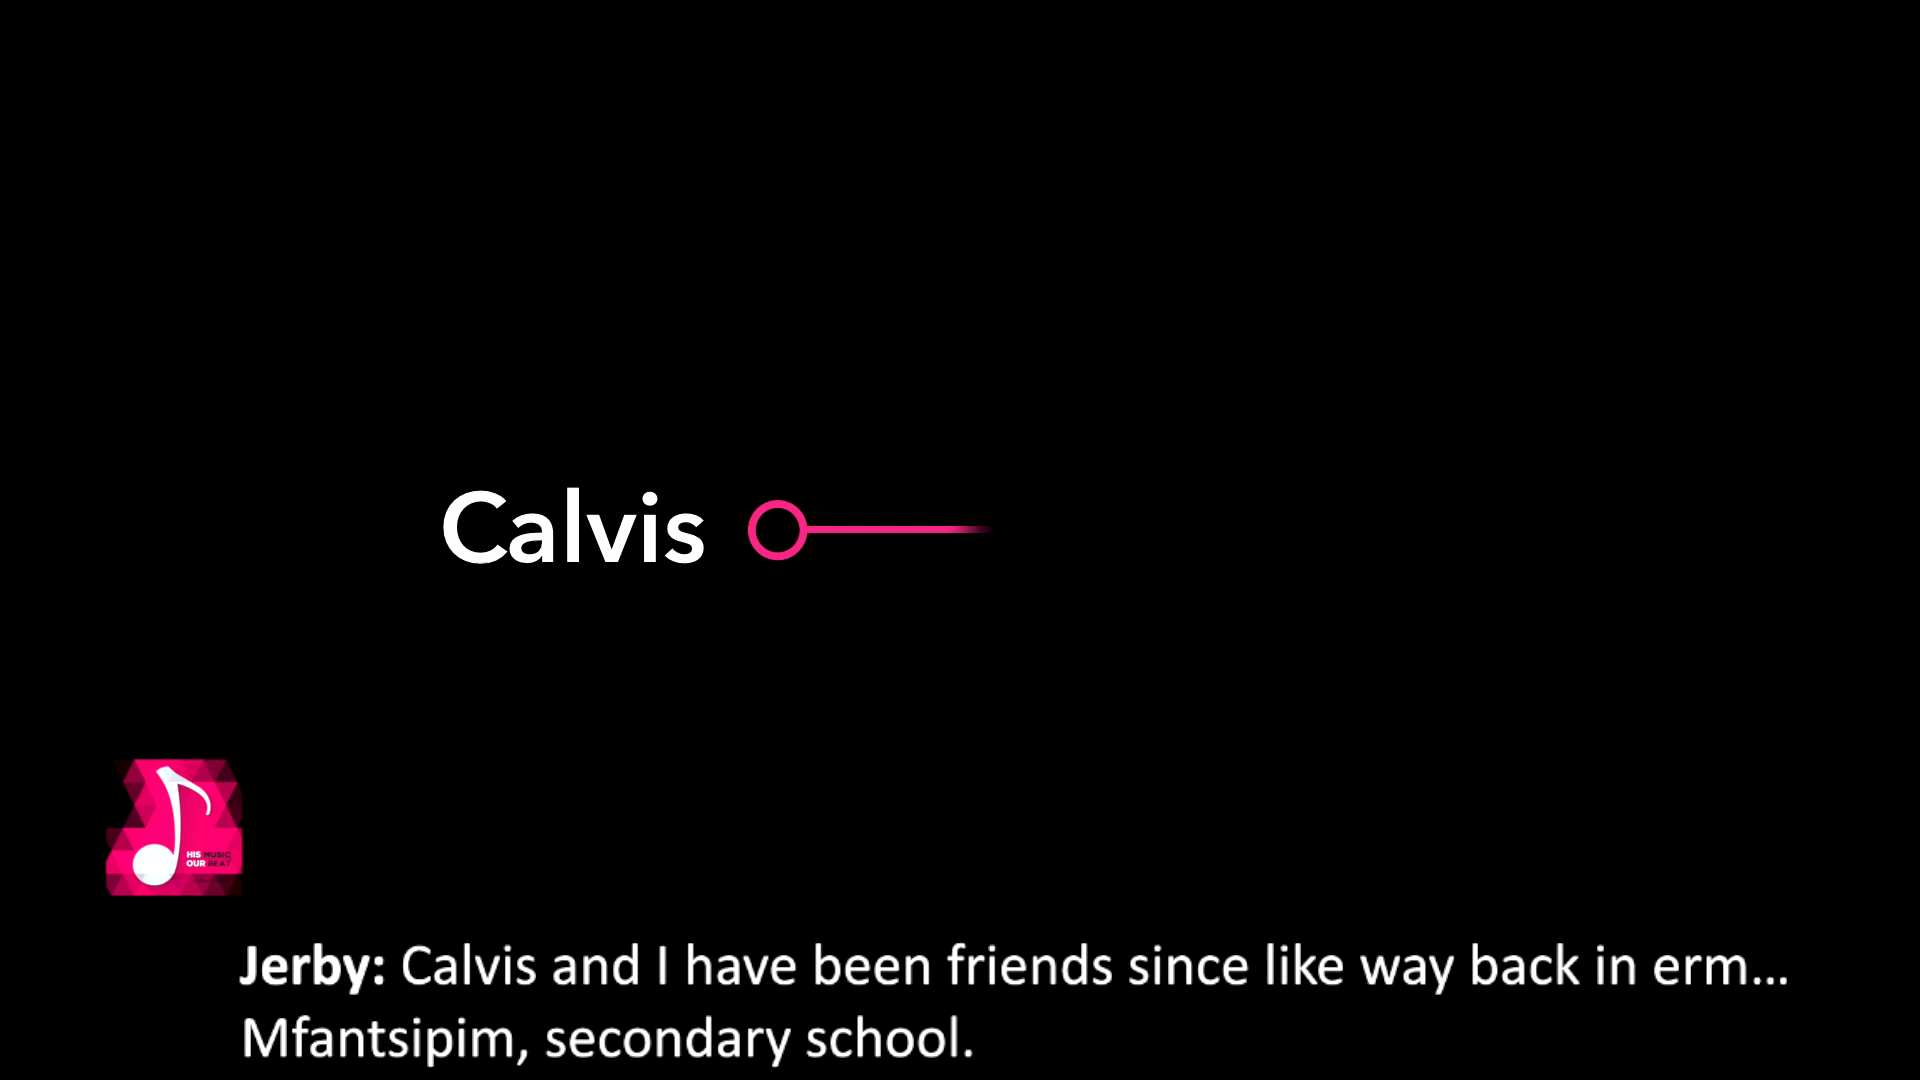 Calvis
HIS MUSIC
OUR BEAT
Jerby: Calvis and I have been friends since like way back in erm...
Mfantsipim, secondary school.